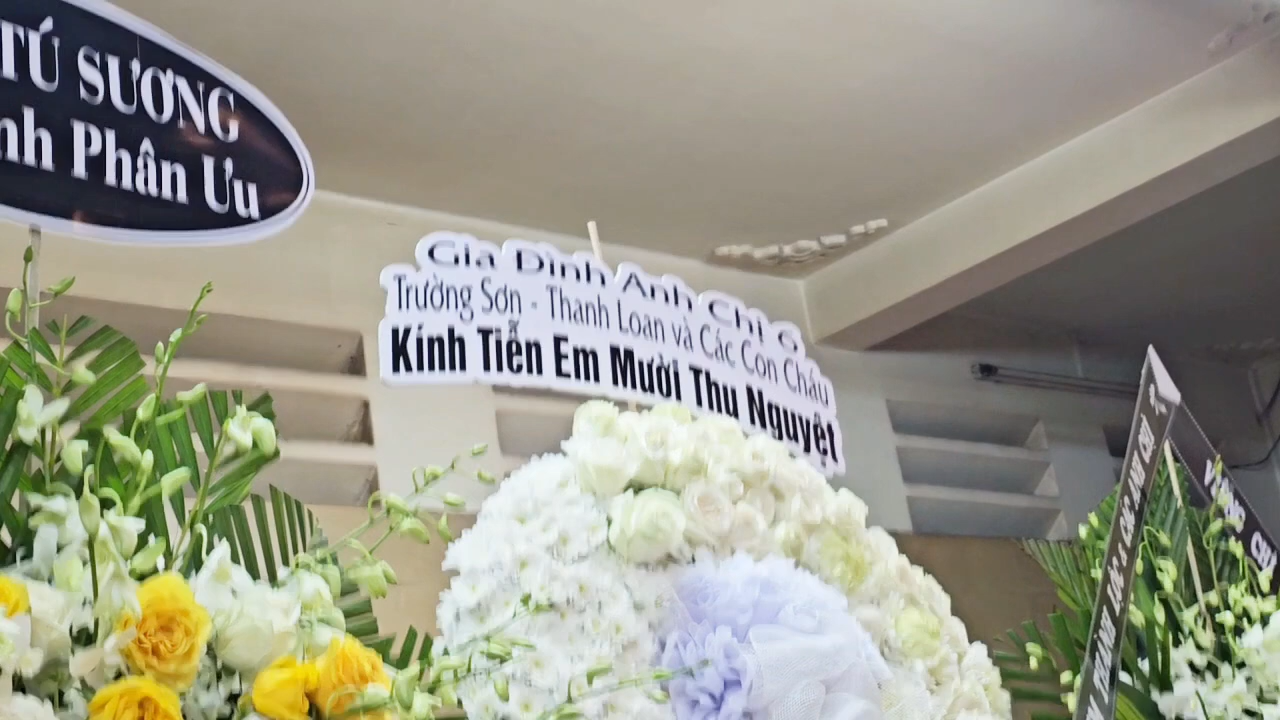 TÚ SƯƠNG
nh Phân Ưu
Gia Đình Anh Chị 6
Trường Sơn - Thanh Loan và Các Con Cháu
Kính Tiễn Em Mười Thu Nguyệt